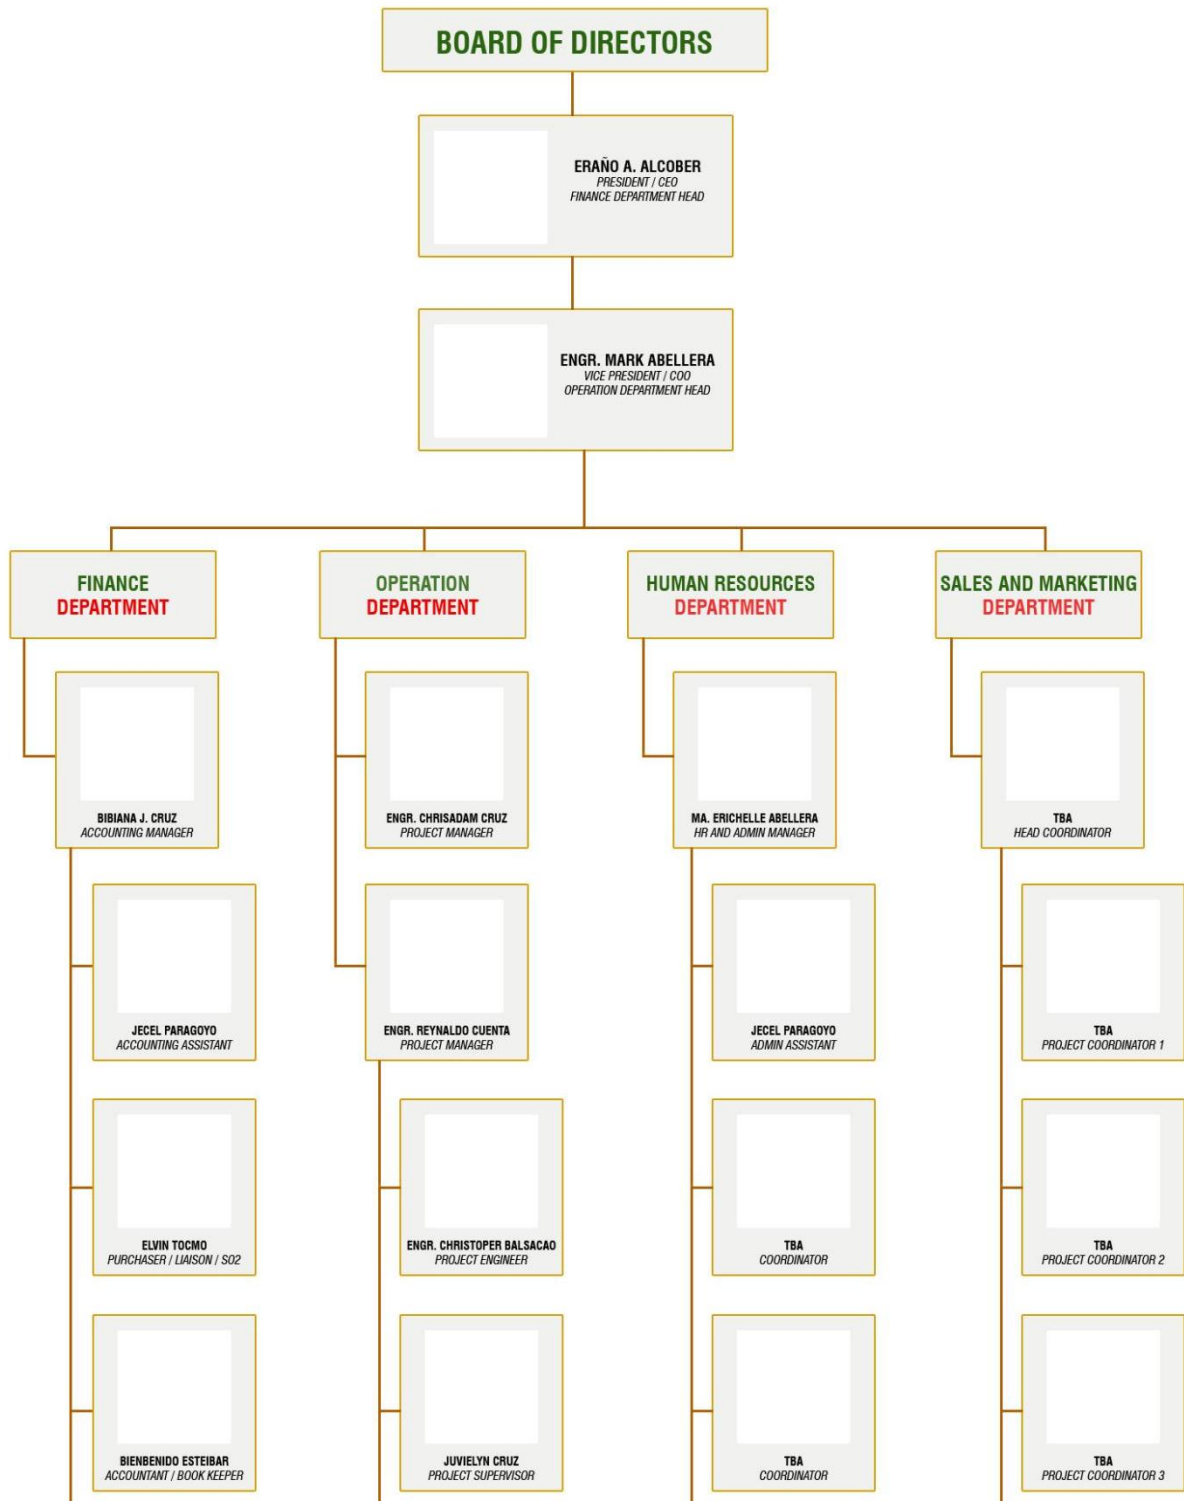 BOARD OF DIRECTORS
ERAÑO A. ALCOBER
PRESIDENT / CEO
FINANCE DEPARTMENT HEAD
ENGR. MARK ABELLERA
VICE PRESIDENT / COO
OPERATION DEPARTMENT HEAD
FINANCE
DEPARTMENT
BIBIANA J. CRUZ
ACCOUNTING MANAGER
JECEL PARAGOYO
ACCOUNTING ASSISTANT
ELVIN TOCMO
PURCHASER / LIAISON / SO2
BIENBENIDO ESTEIBAR
ACCOUNTANT / BOOK KEEPER
OPERATION
DEPARTMENT
ENGR. CHRISADAM CRUZ
PROJECT MANAGER
ENGR. REYNALDO CUENTA
PROJECT MANAGER
ENGR. CHRISTOPER BALSACAO
PROJECT ENGINEER
JUVIELYN CRUZ
PROJECT SUPERVISOR
HUMAN RESOURCES
DEPARTMENT
MA. ERICHELLE ABELLERA
HR AND ADMIN MANAGER
JECEL PARAGOYO
ADMIN ASSISTANT
TBA
COORDINATOR
TBA
COORDINATOR
SALES AND MARKETING
DEPARTMENT
TBA
HEAD COORDINATOR
TBA
PROJECT COORDINATOR 1
TBA
PROJECT COORDINATOR 2
TBA
PROJECT COORDINATOR 3